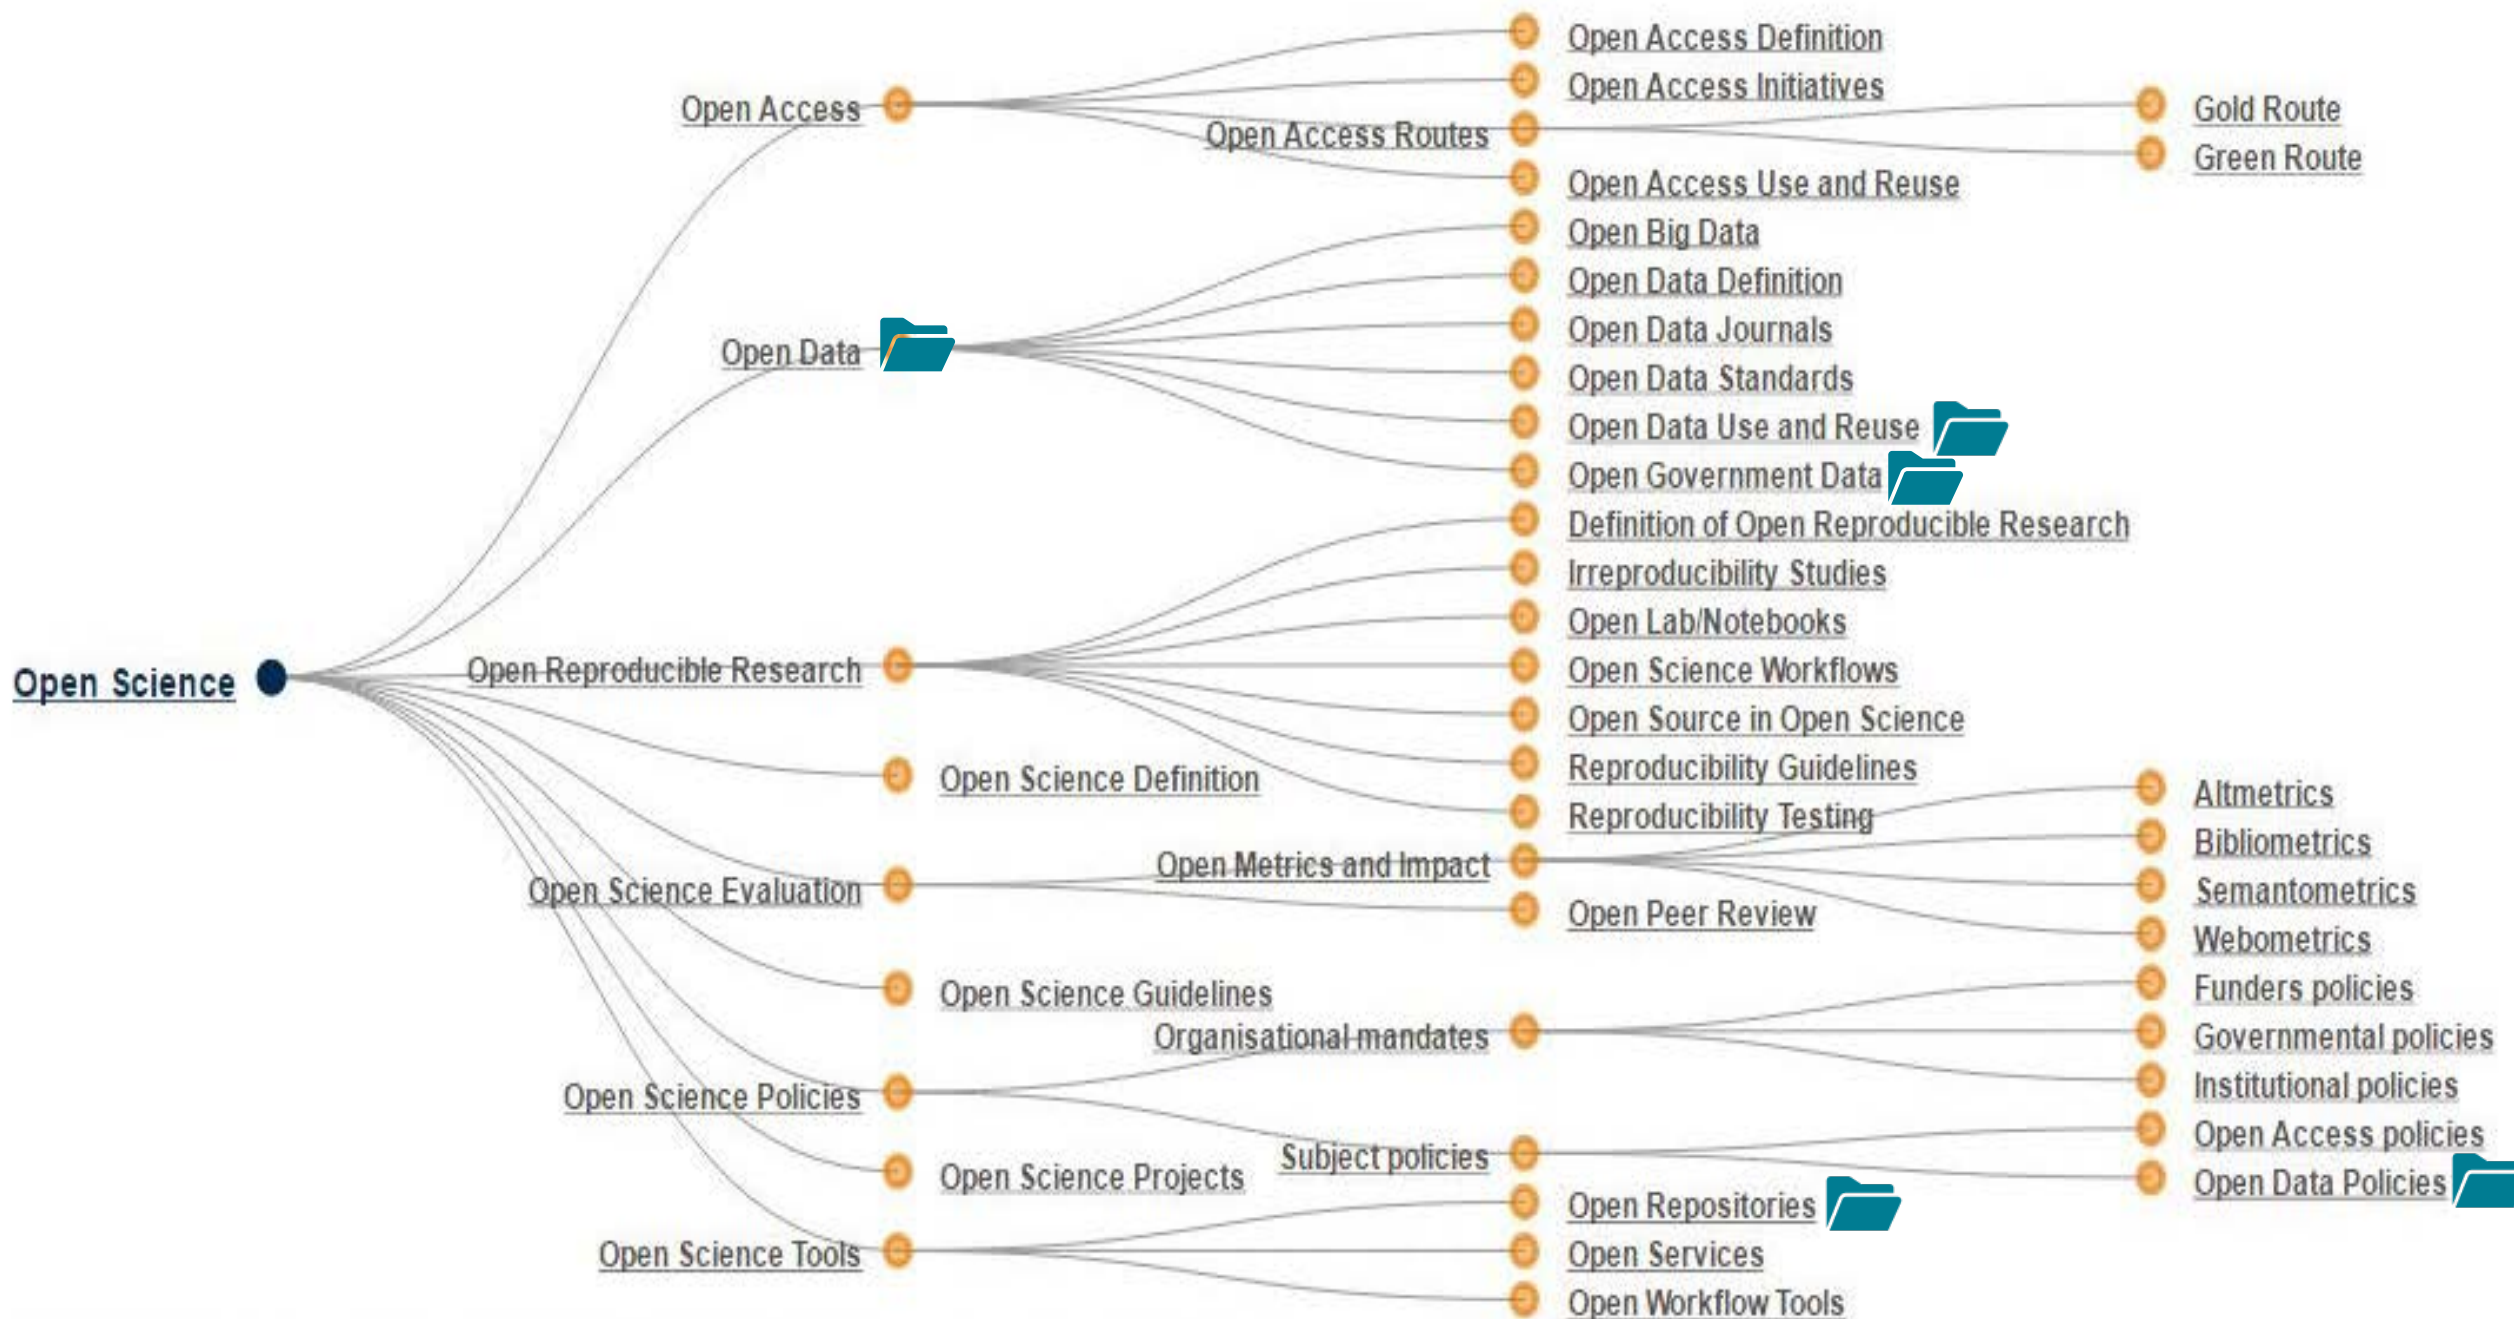 Open Science
Open Access
Open Access Definition
Open Access Initiatives
Open Access Routes
Gold Route
Green Route
Open Access Use and Reuse
Open Data
Open Big Data
Open Data Definition
Open Data Journals
Open Data Standards
Open Data Use and Reuse
Open Government Data
Open Reproducible Research
Definition of Open Reproducible Research
Irreproducibility Studies
Open Lab/Notebooks
Open Science Workflows
Open Source in Open Science
Reproducibility Guidelines
Reproducibility Testing
Open Science Definition
Open Science Evaluation
Open Metrics and Impact
Altmetrics
Bibliometrics
Semantometrics
Webometrics
Open Peer Review
Open Science Guidelines
Open Science Policies
Organisational mandates
Funders policies
Governmental policies
Institutional policies
Subject policies
Open Access policies
Open Data Policies
Open Science Projects
Open Science Tools
Open Repositories
Open Services
Open Workflow Tools